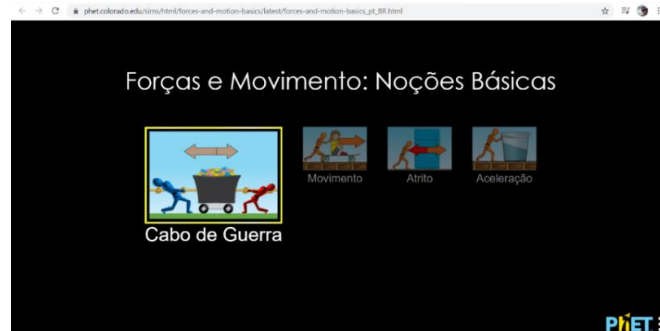 phet.colorado.edu/sims/html/forces-and-motion-basics/latest/forces-and-motion-basics_pt_BR.html
Forças e Movimento: Noções Básicas
Cabo de Guerra
Movimento
Atrito
Aceleração
PhET